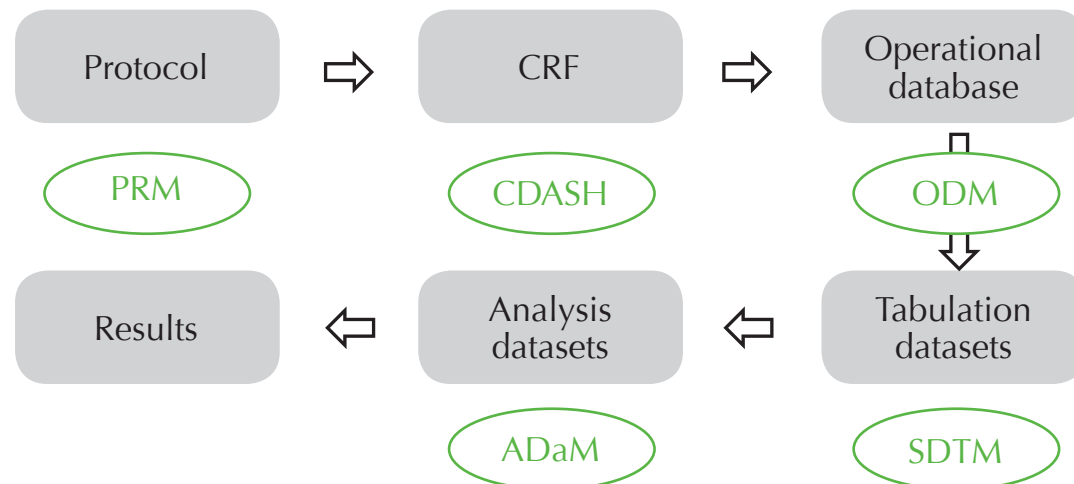 Protocol
CRF
Operational
database
PRM
CDASH
ODM
Results
Analysis
datasets
Tabulation
datasets
ADaM
SDTM